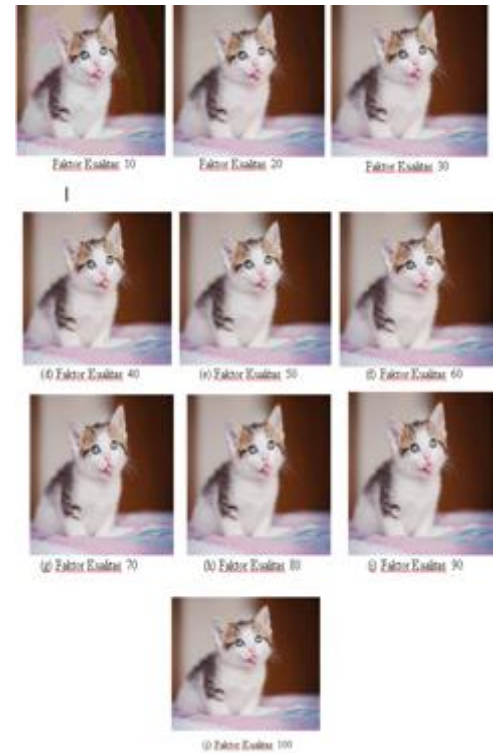 Faktor Kualitas 10
Faktor Kualitas 20
Faktor Kualitas 30
(d) Faktor Kualitas 40
(e) Faktor Kualitas 50
(f) Faktor Kualitas 60
(g) Faktor Kualitas 70
(h) Faktor Kualitas 80
(i) Faktor Kualitas 90
(j) Faktor Kualitas 100